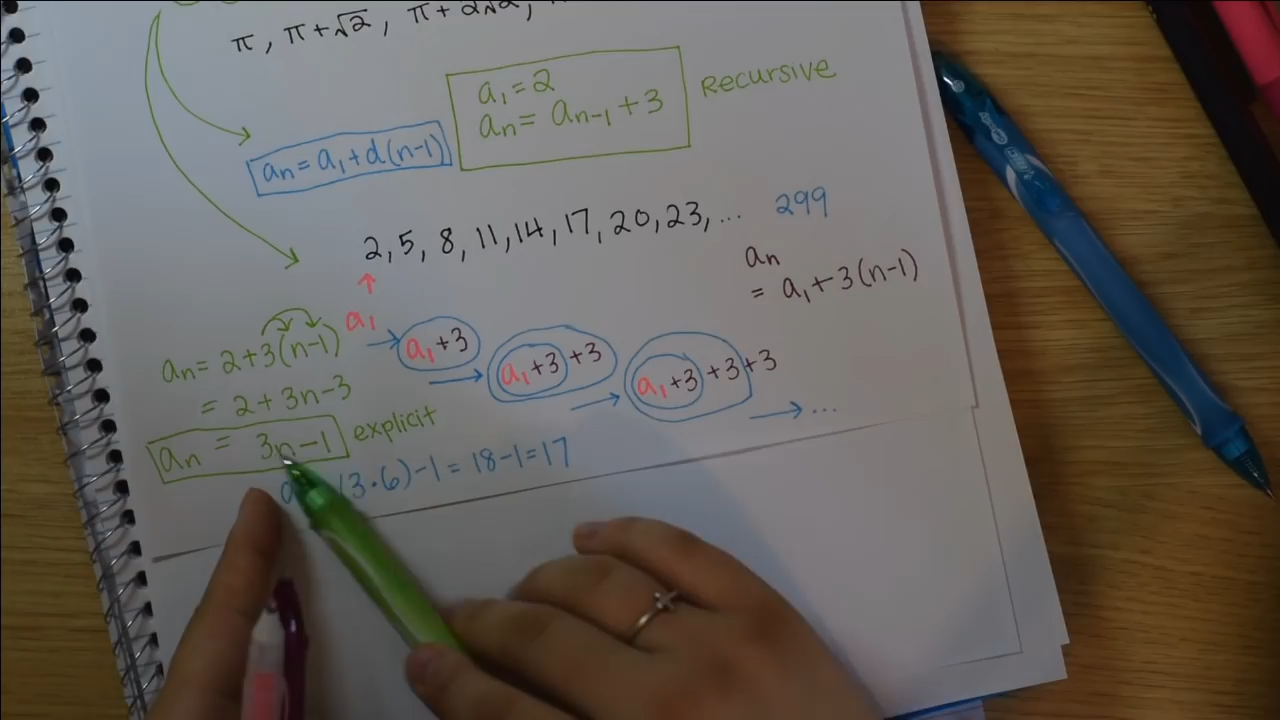 π, π+√2, π+2√2,
a₁=2
aₙ= aₙ₋₁+3
Recursive
aₙ=a₁+d(n-1)
2, 5, 8, 11, 14, 17, 20, 23, ... 299
aₙ
= a₁+3(n-1)
a₁
a₁+3
a₁+3+3
a₁+3+3+3
...
aₙ= 2+3(n-1)
= 2+3n-3
aₙ = 3n-1 explicit
(3·6)-1=18-1=17